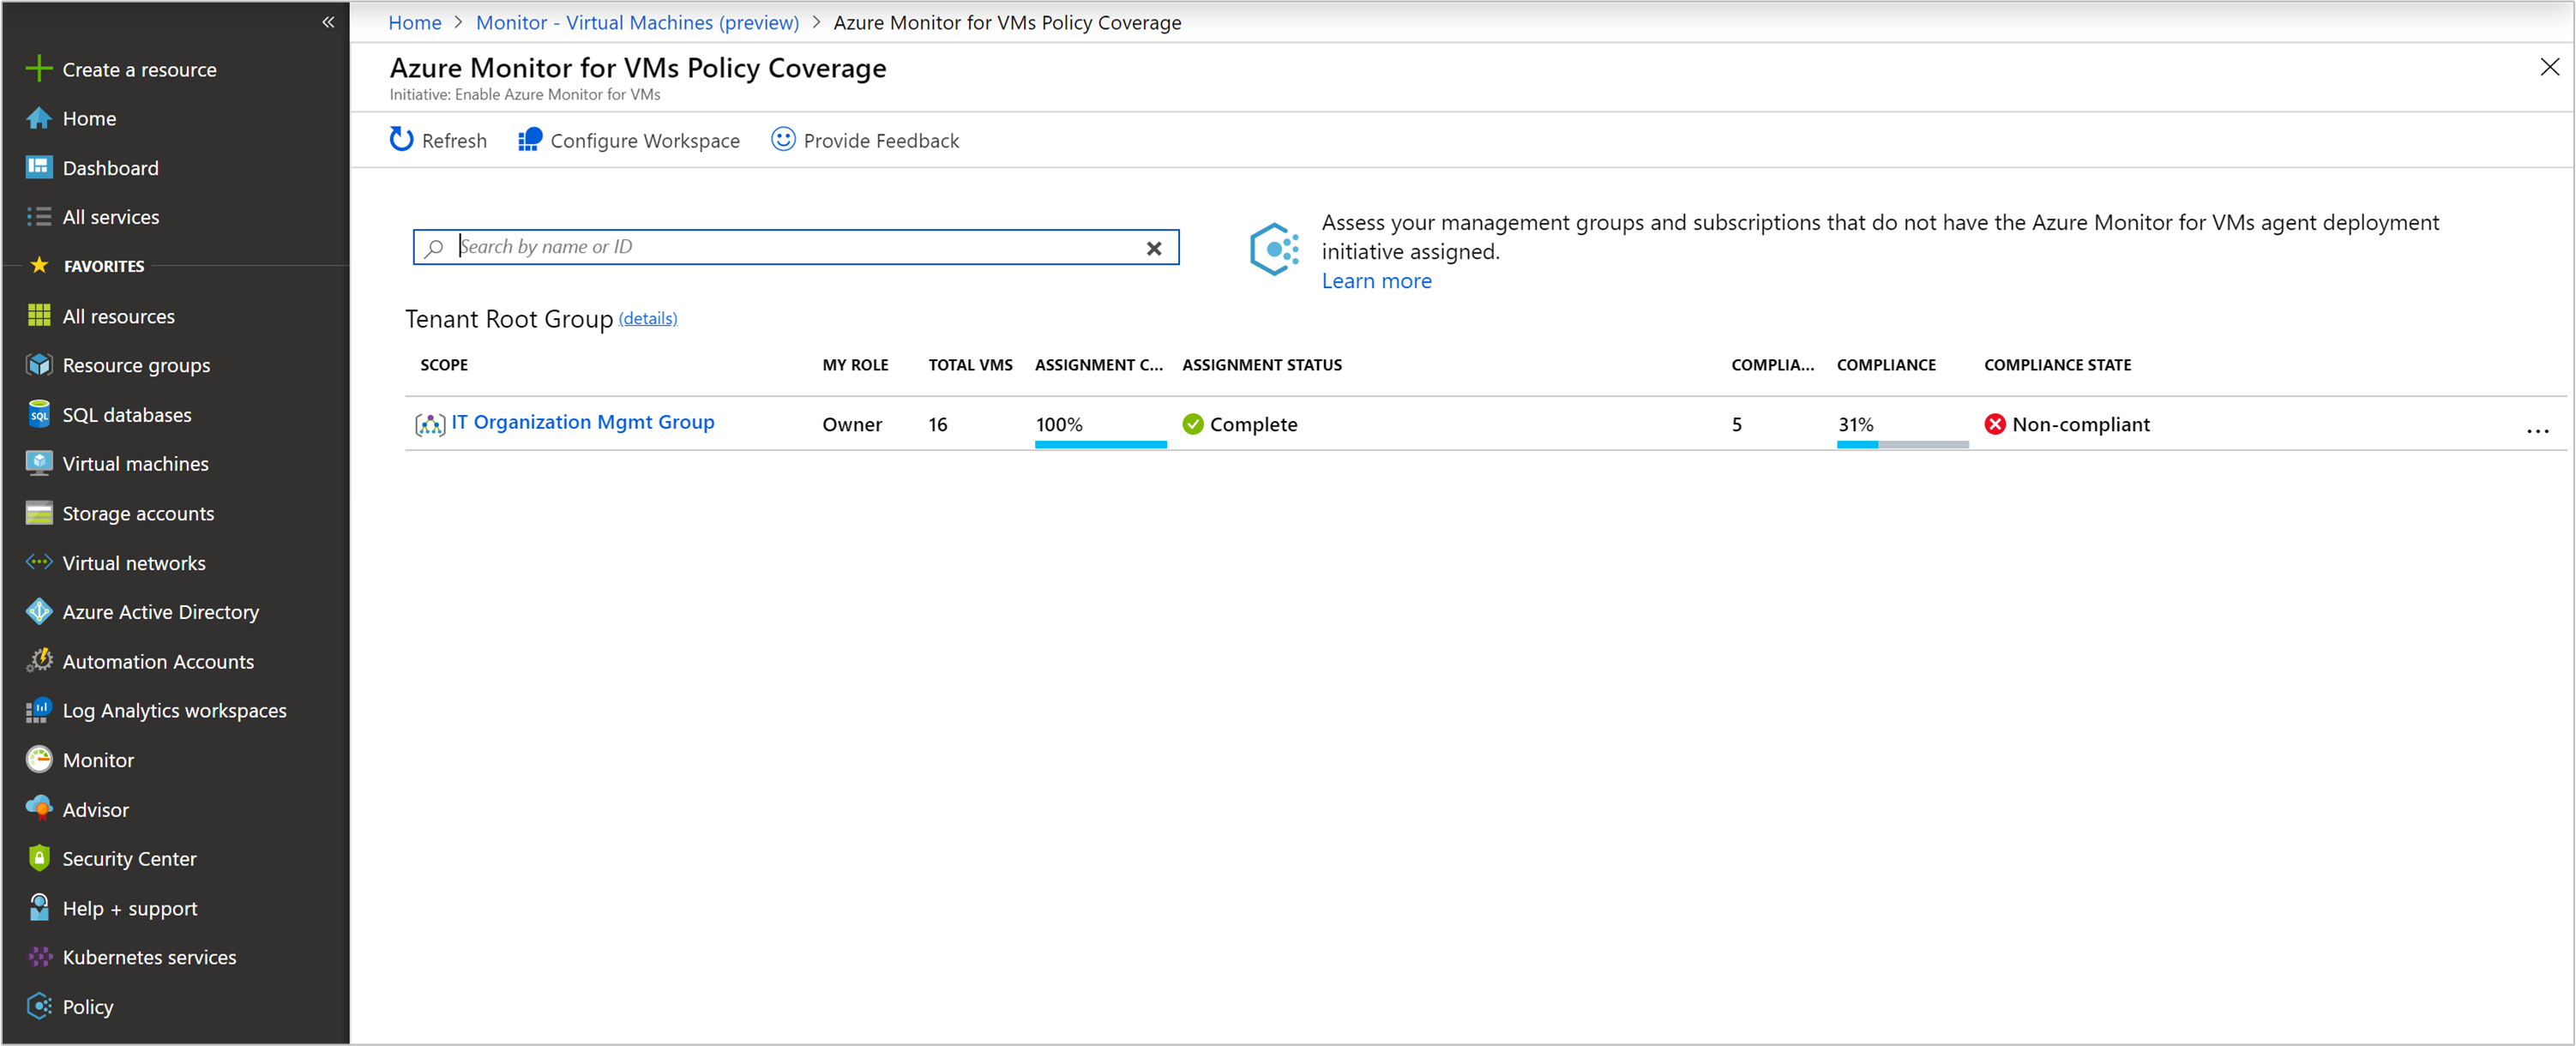 «
Create a resource
Home
Dashboard
All services
FAVORITES
All resources
Resource groups
SQL
SQL databases
Virtual machines
Storage accounts
Virtual networks
Azure Active Directory
Automation Accounts
Log Analytics workspaces
Monitor
Advisor
Security Center
Help + support
Kubernetes services
Policy
Home > Monitor - Virtual Machines (preview) > Azure Monitor for VMs Policy Coverage
Azure Monitor for VMs Policy Coverage
Initiative: Enable Azure Monitor for VMs
Refresh Configure Workspace Provide Feedback
Search by name or ID
Assess your management groups and subscriptions that do not have the Azure Monitor for VMs agent deployment
initiative assigned.
Learn more
Tenant Root Group (details)
SCOPE MY ROLE TOTAL VMS ASSIGNMENT C... ASSIGNMENT STATUS COMPLIA... COMPLIANCE COMPLIANCE STATE
IT Organization Mgmt Group Owner 16 100% Complete 5 31% Non-compliant ...